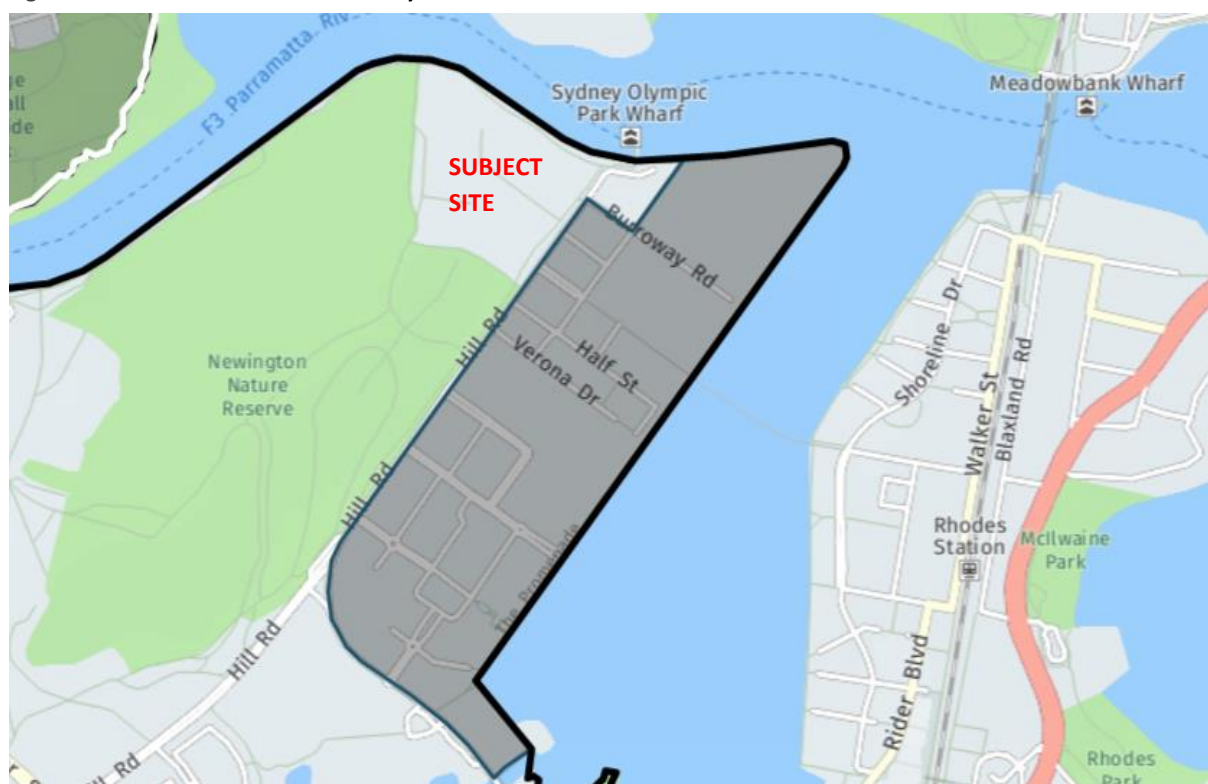 F3 Parramatta Riv
Sydney Olympic
Park Wharf
Meadowbank Wharf
SUBJECT
SITE
Burroway Rd
Hill Rd
Half St
Verona Dr
Newington
Nature
Reserve
Hill Rd
The Promenade
Hill Rd
Shoreline Dr
Walker St
Blaxland Rd
Rhodes
Station
McIlwaine
Park
Rider Blvd
Rhodes